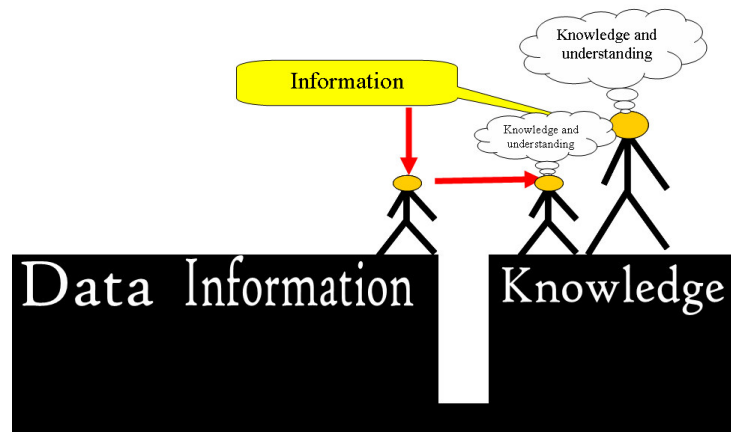 Knowledge and
understanding
Information
Knowledge and
understanding
Data Information Knowledge